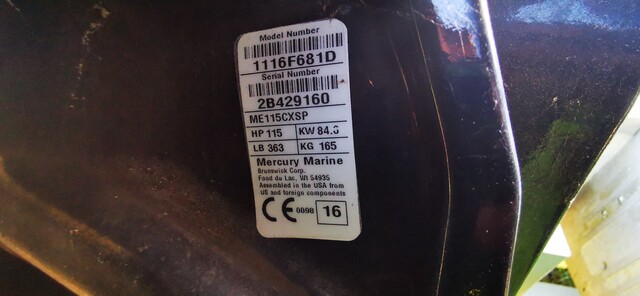 Model Number
1116F681D
Serial Number
2B429160
ME115CXSP
HP 115 KW 84.6
LB 363 KG 165
Mercury Marine
Brunswick Corp.
Fond du Lac, WI 54935
Assembled in the USA from
US and foreign components
CE 0098 16